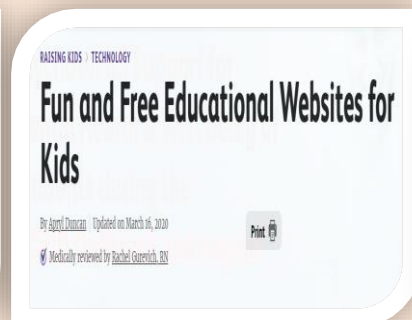 RAISING KIDS > TECHNOLOGY
Fun and Free Educational Websites for
Kids
By Apryl Duncan Updated on March 16, 2020
Print
Medically reviewed by Rachel Gurevich, RN